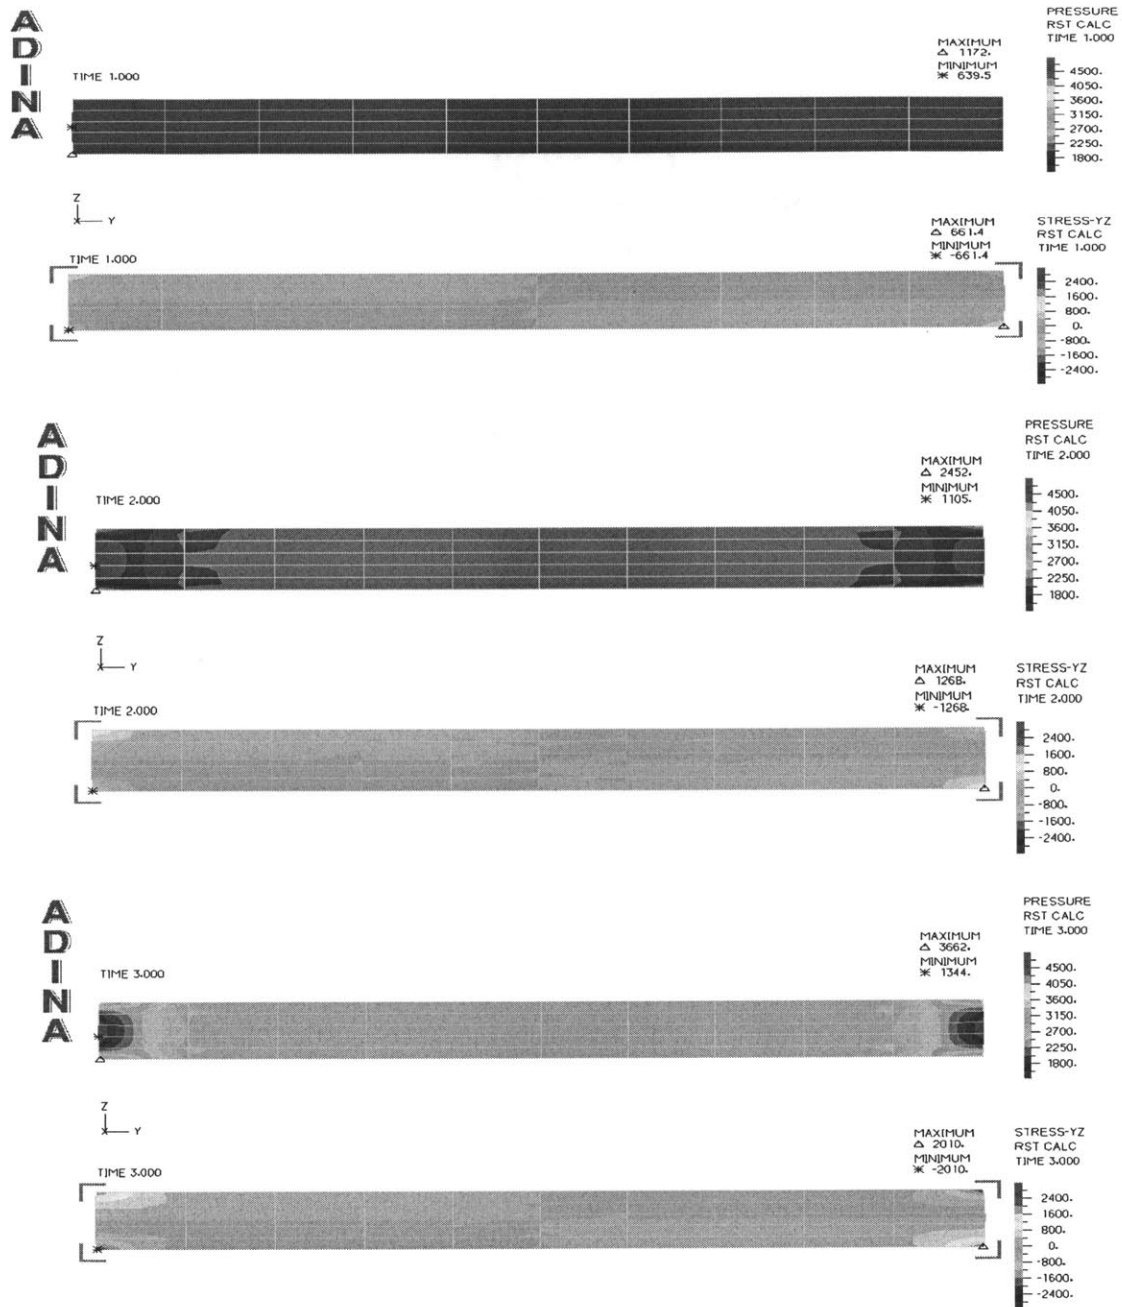 ADINA
TIME 1.000
MAXIMUM
△ 1172.
MINIMUM
* 639.5
PRESSURE
RST CALC
TIME 1.000
4500.
4050.
3600.
3150.
2700.
2250.
1800.
Z
Y
TIME 1.000
MAXIMUM
△ 661.4
MINIMUM
* -661.4
STRESS-YZ
RST CALC
TIME 1.000
2400.
1600.
800.
0.
-800.
-1600.
-2400.
ADINA
TIME 2.000
MAXIMUM
△ 2452.
MINIMUM
* 1105.
PRESSURE
RST CALC
TIME 2.000
4500.
4050.
3600.
3150.
2700.
2250.
1800.
Z
Y
TIME 2.000
MAXIMUM
△ 1268.
MINIMUM
* -1268.
STRESS-YZ
RST CALC
TIME 2.000
2400.
1600.
800.
0.
-800.
-1600.
-2400.
ADINA
TIME 3.000
MAXIMUM
△ 3662.
MINIMUM
* 1344.
PRESSURE
RST CALC
TIME 3.000
4500.
4050.
3600.
3150.
2700.
2250.
1800.
Z
Y
TIME 3.000
MAXIMUM
△ 2010.
MINIMUM
* -2010.
STRESS-YZ
RST CALC
TIME 3.000
2400.
1600.
800.
0.
-800.
-1600.
-2400.